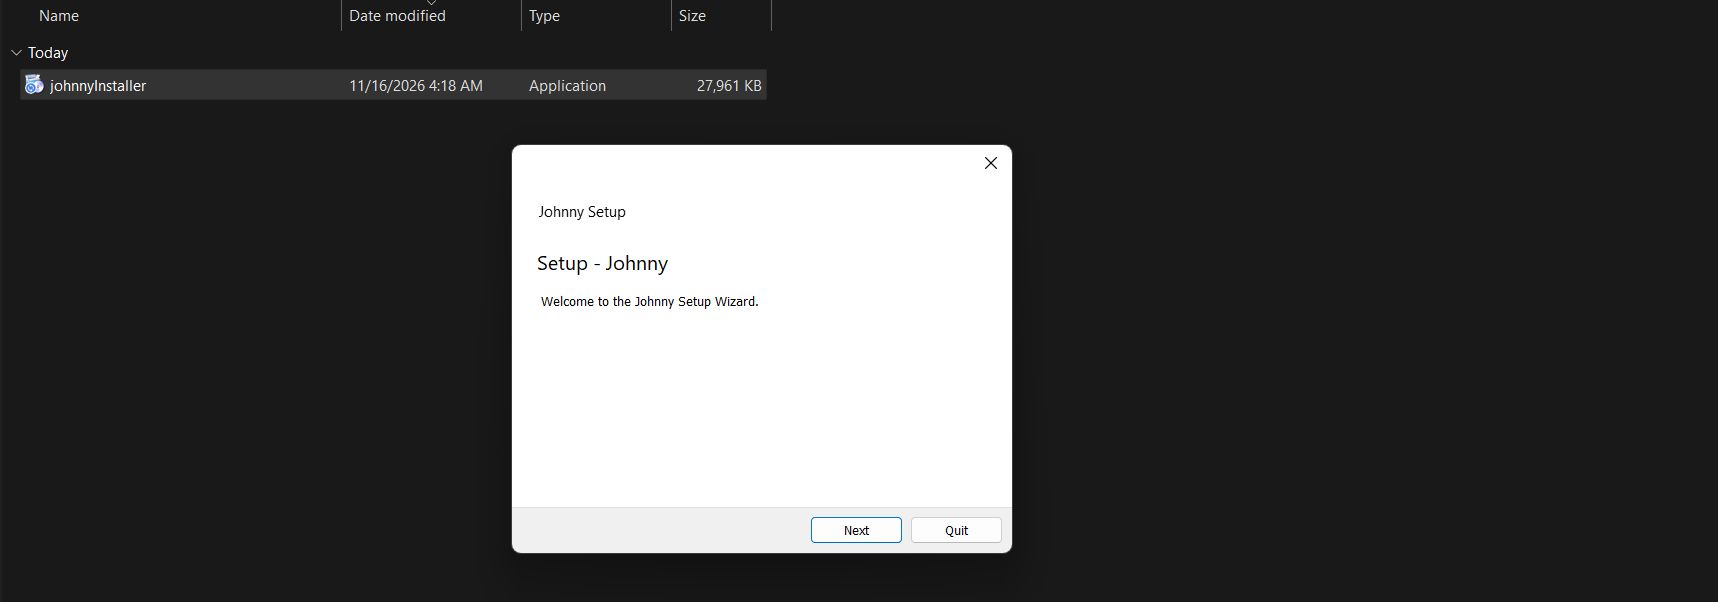 Name Date modified Type Size
Today
johnnyInstaller 11/16/2026 4:18 AM Application 27,961 KB
Johnny Setup
Setup - Johnny
Welcome to the Johnny Setup Wizard.
Next Quit